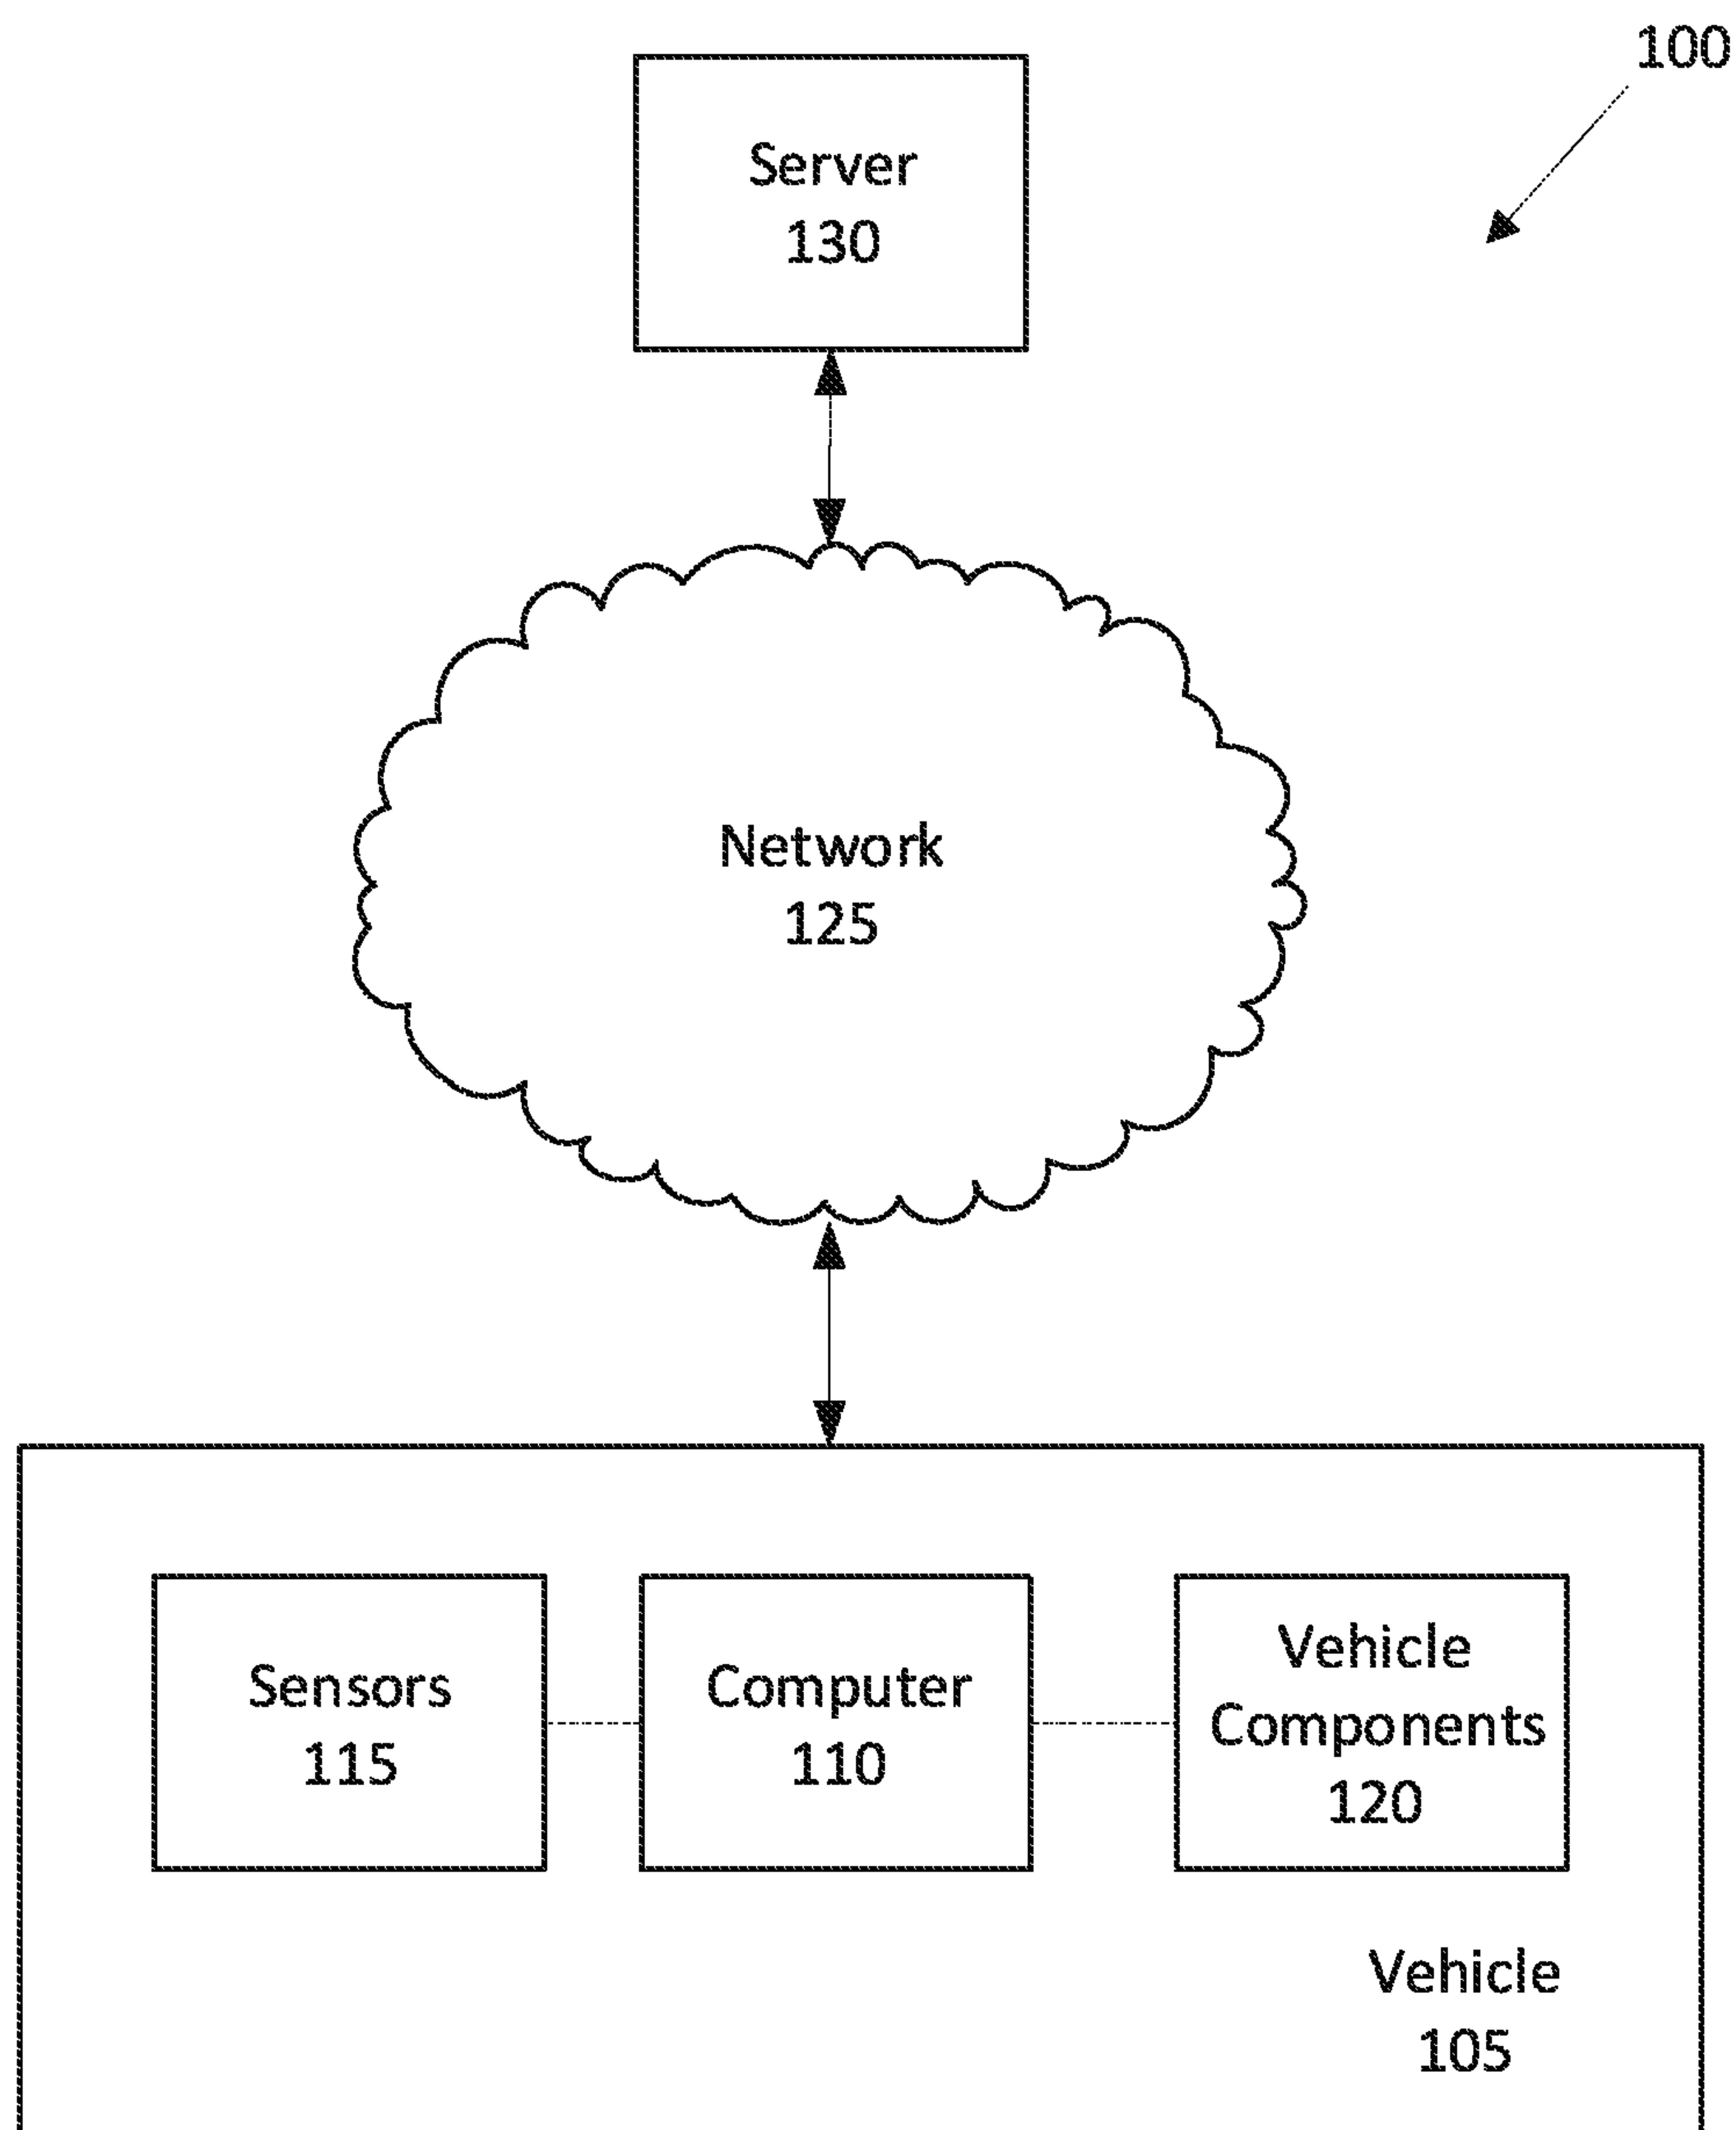 100
Server
130
Network
125
Sensors
115
Computer
110
Vehicle
Components
120
Vehicle
105